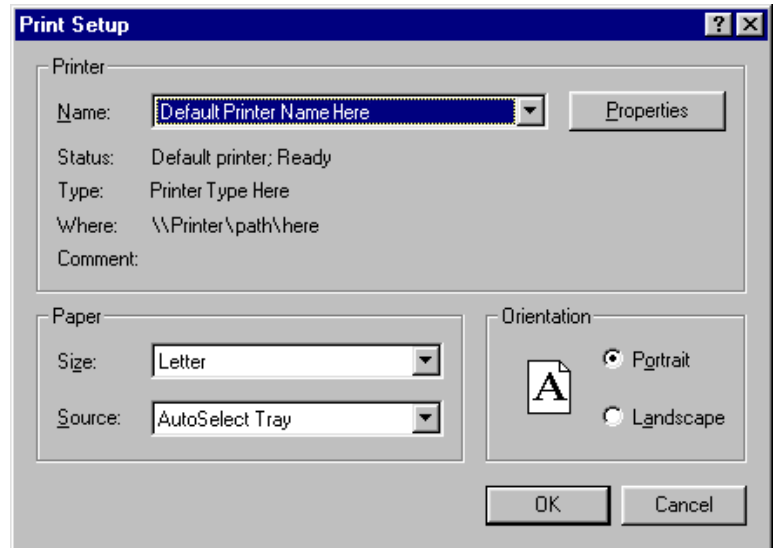 Print Setup
Printer
Name: Default Printer Name Here Properties
Status: Default printer; Ready
Type: Printer Type Here
Where: \\Printer\path\here
Comment:
Paper
Size: Letter
Source: AutoSelect Tray
Orientation
A
Portrait
Landscape
OK Cancel